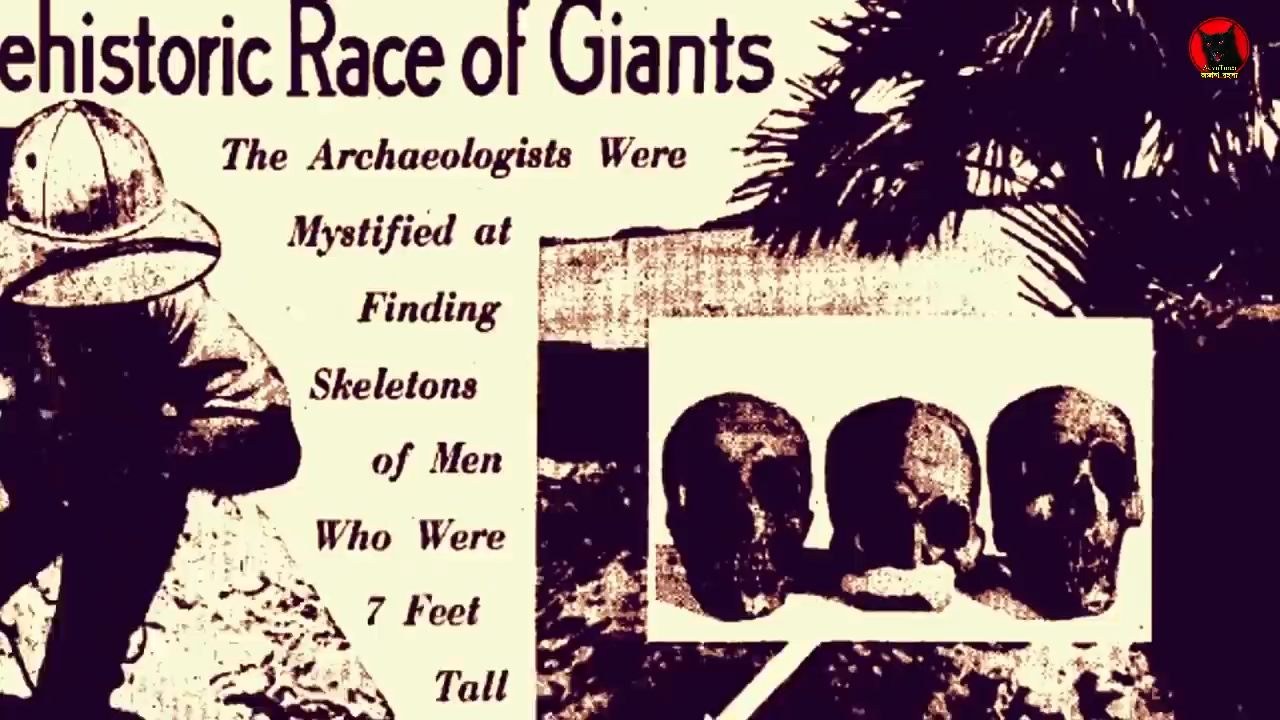 ehistoric Race of Giants
The Archaeologists Were
Mystified at
Finding
Skeletons
of Men
Who Were
7 Feet
Tall